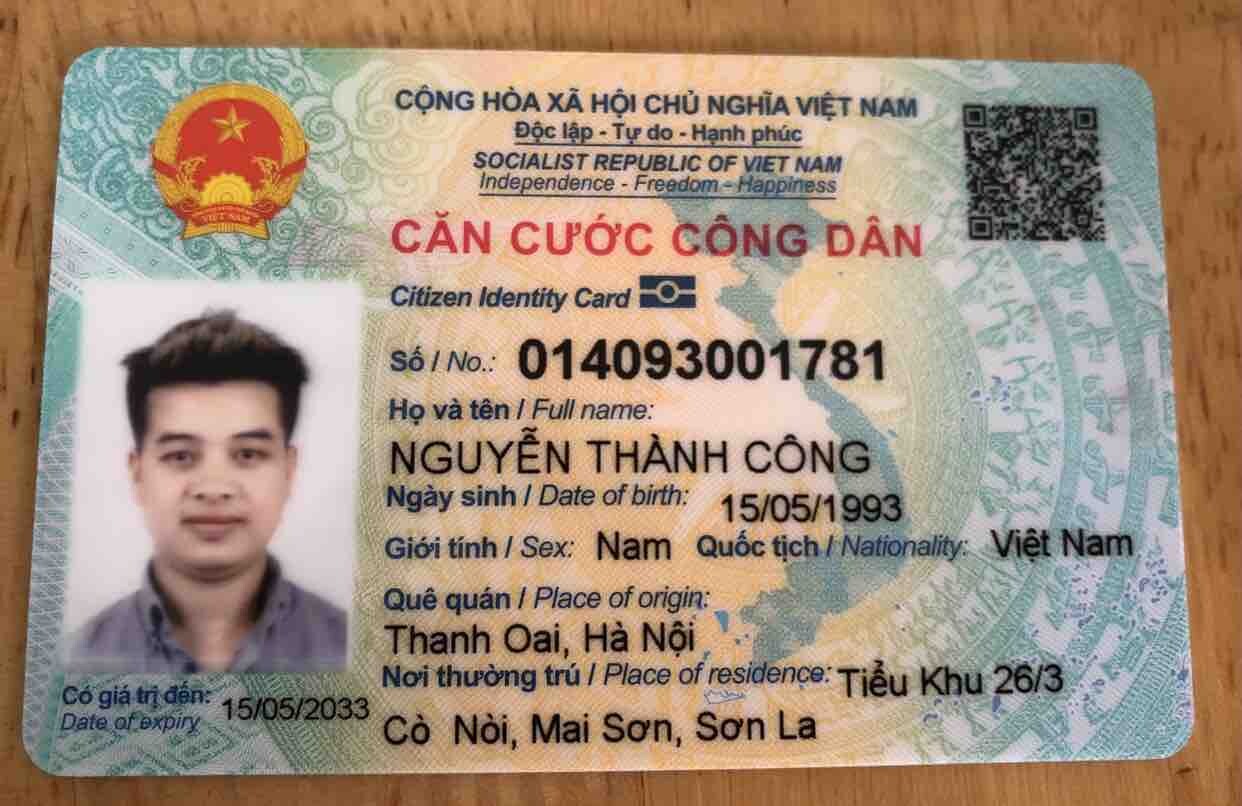 CỘNG HÒA XÃ HỘI CHỦ NGHĨA VIỆT NAM
Độc lập - Tự do - Hạnh phúc
SOCIALIST REPUBLIC OF VIET NAM
Independence - Freedom - Happiness
VIỆT NAM
CĂN CƯỚC CÔNG DÂN
Citizen Identity Card
Số / No.: 014093001781
Họ và tên / Full name:
NGUYỄN THÀNH CÔNG
Ngày sinh / Date of birth: 15/05/1993
Giới tính / Sex: Nam Quốc tịch / Nationality: Việt Nam
Quê quán / Place of origin:
Thanh Oai, Hà Nội
Nơi thường trú / Place of residence: Tiểu Khu 26/3
Cò Nòi, Mai Sơn, Sơn La
Có giá trị đến: 15/05/2033
Date of expiry